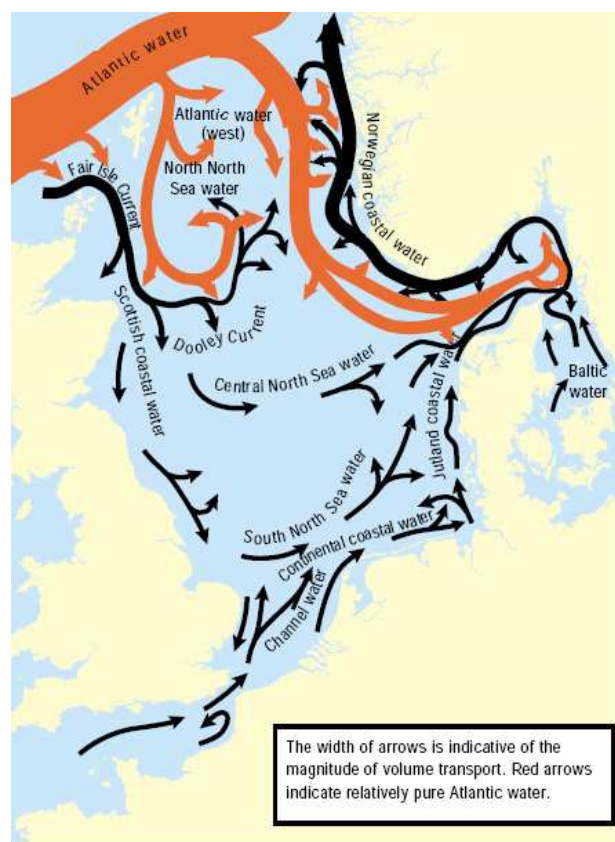 Atlantic water
Atlantic water
(west)
North North
Sea water
Fair Isle Current
Norwegian coastal water
Scottish coastal water
Dooley Current
Central North Sea water
Jutland coastal water
Baltic
water
South North Sea water
Continental coastal water
Channel water
The width of arrows is indicative of the
magnitude of volume transport. Red arrows
indicate relatively pure Atlantic water.